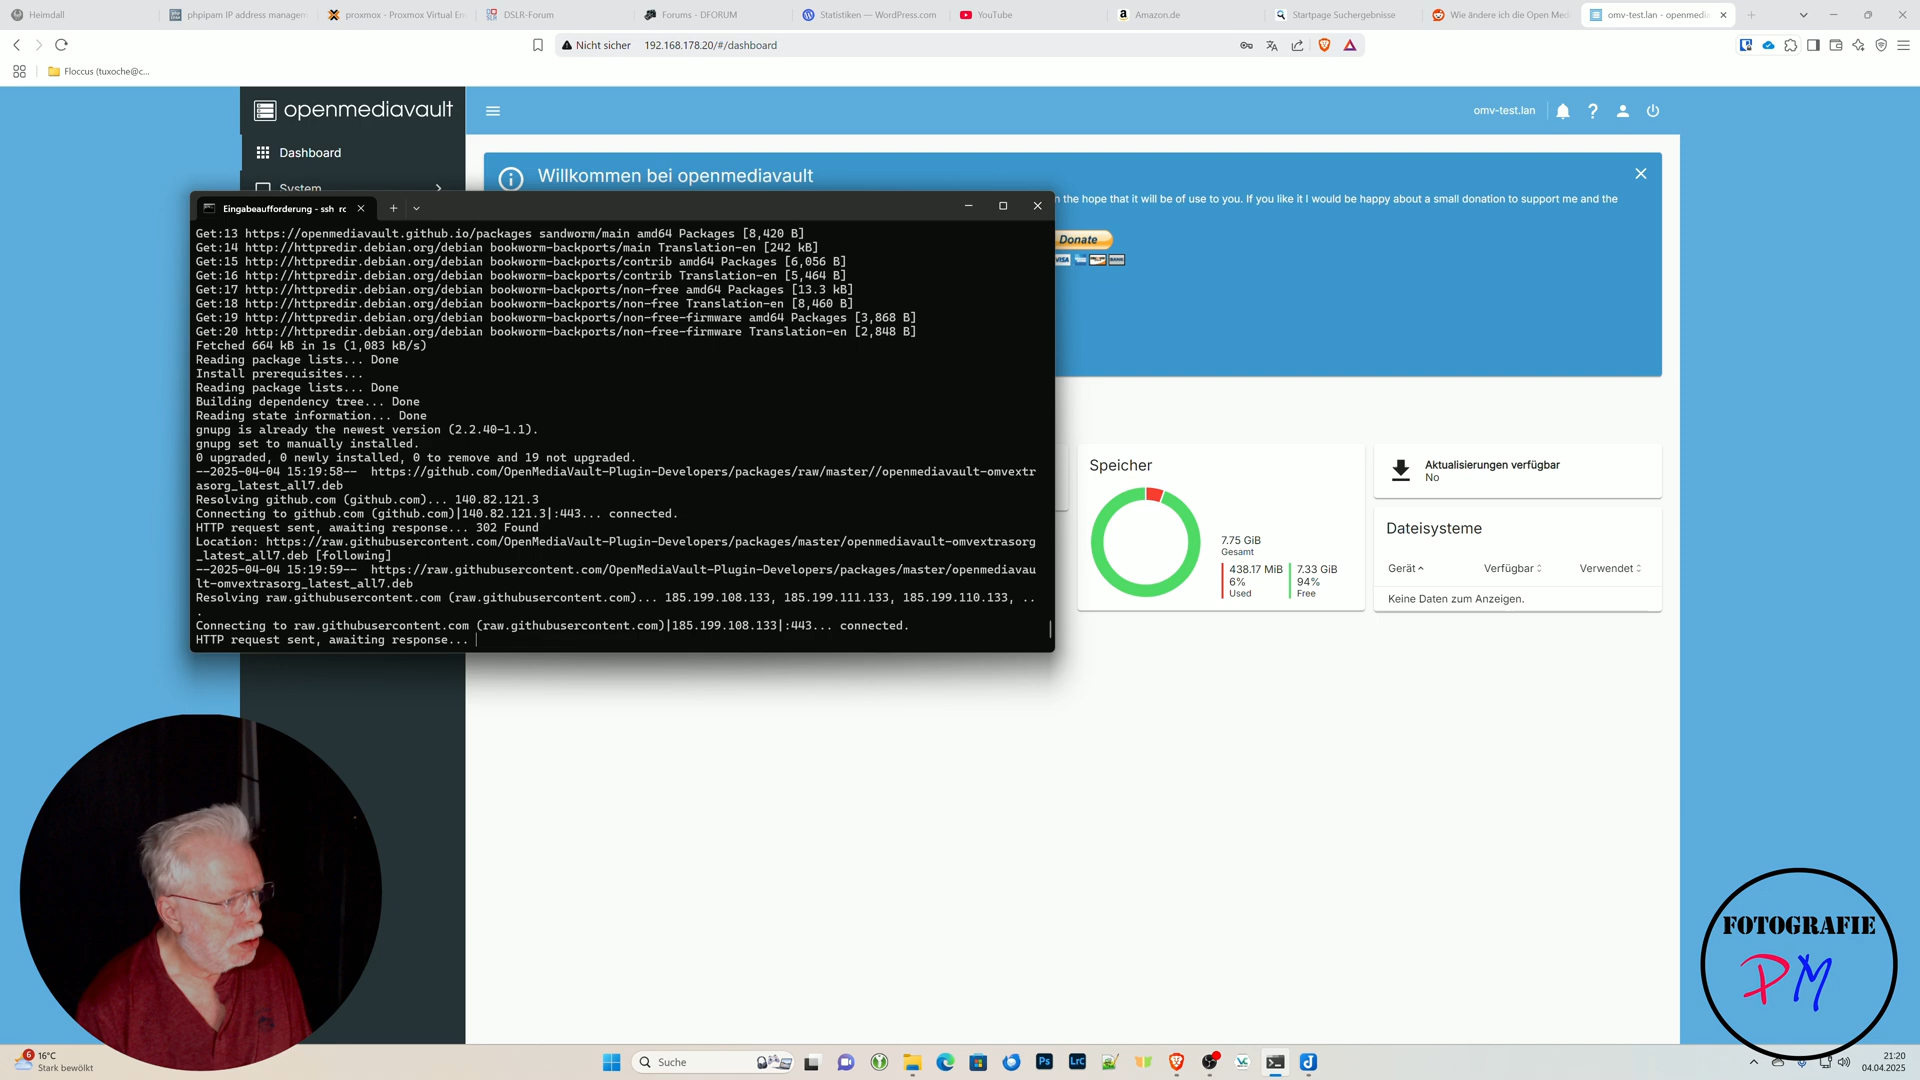 Heimdall
phpipam IP address managem
proxmox - Proxmox Virtual En
DSLR-Forum
Forums - DFORUM
Statistiken — WordPress.com
YouTube
Amazon.de
Startpage Suchergebnisse
Wie ändere ich die Open Med
omv-test.lan - openmedi
Nicht sicher
192.168.178.20/#/dashboard
Floccus (tuxoche@c...
openmediavault
omv-test.lan
Dashboard
System
Willkommen bei openmediavault
n the hope that it will be of use to you. If you like it I would be happy about a small donation to support me and the
Donate
VISA
BANK
Eingabeaufforderung - ssh rc
Get:13 https://openmediavault.github.io/packages sandworm/main amd64 Packages [8,420 B]
Get:14 http://httpredir.debian.org/debian bookworm-backports/main Translation-en [242 kB]
Get:15 http://httpredir.debian.org/debian bookworm-backports/contrib amd64 Packages [6,056 B]
Get:16 http://httpredir.debian.org/debian bookworm-backports/contrib Translation-en [5,464 B]
Get:17 http://httpredir.debian.org/debian bookworm-backports/non-free amd64 Packages [13.3 kB]
Get:18 http://httpredir.debian.org/debian bookworm-backports/non-free Translation-en [8,460 B]
Get:19 http://httpredir.debian.org/debian bookworm-backports/non-free-firmware amd64 Packages [3,868 B]
Get:20 http://httpredir.debian.org/debian bookworm-backports/non-free-firmware Translation-en [2,848 B]
Fetched 664 kB in 1s (1,083 kB/s)
Reading package lists... Done
Install prerequisites...
Reading package lists... Done
Building dependency tree... Done
Reading state information... Done
gnupg is already the newest version (2.2.40-1.1).
gnupg set to manually installed.
0 upgraded, 0 newly installed, 0 to remove and 19 not upgraded.
--2025-04-04 15:19:58--  https://github.com/OpenMediaVault-Plugin-Developers/packages/raw/master//openmediavault-omvextr
asorg_latest_all7.deb
Resolving github.com (github.com)... 140.82.121.3
Connecting to github.com (github.com)|140.82.121.3|:443... connected.
HTTP request sent, awaiting response... 302 Found
Location: https://raw.githubusercontent.com/OpenMediaVault-Plugin-Developers/packages/master/openmediavault-omvextrasorg
_latest_all7.deb [following]
--2025-04-04 15:19:59--  https://raw.githubusercontent.com/OpenMediaVault-Plugin-Developers/packages/master/openmediavau
lt-omvextrasorg_latest_all7.deb
Resolving raw.githubusercontent.com (raw.githubusercontent.com)... 185.199.108.133, 185.199.111.133, 185.199.110.133, ..
.
Connecting to raw.githubusercontent.com (raw.githubusercontent.com)|185.199.108.133|:443... connected.
HTTP request sent, awaiting response...
Speicher
7.75 GiB
Gesamt
438.17 MiB
6%
Used
7.33 GiB
94%
Free
Aktualisierungen verfügbar
No
Dateisysteme
Gerät
Verfügbar
Verwendet
Keine Daten zum Anzeigen.
FOTOGRAFIE
PM
6
16°C
Stark bewölkt
Suche
Ps
LrC
21:20
04.04.2025